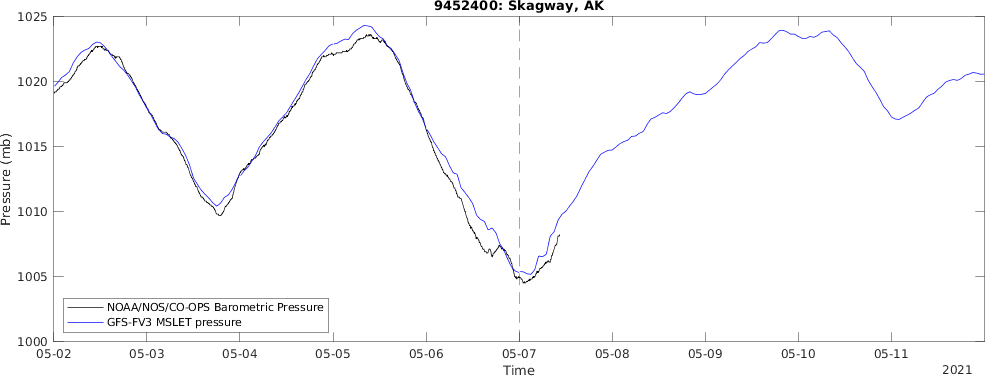 9452400: Skagway, AK
1025
1020
1015
1010
1005
1000
Pressure (mb)
NOAA/NOS/CO-OPS Barometric Pressure
GFS-FV3 MSLET pressure
05-02 05-03 05-04 05-05 05-06 05-07 05-08 05-09 05-10 05-11
Time
2021